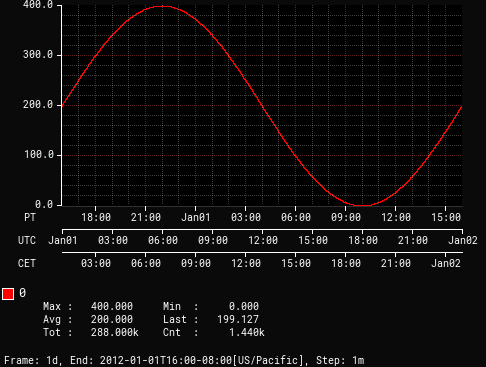 400.0
300.0
200.0
100.0
0.0
PT 18:00 21:00 Jan01 03:00 06:00 09:00 12:00 15:00
UTC Jan01 03:00 06:00 09:00 12:00 15:00 18:00 21:00 Jan02
CET 03:00 06:00 09:00 12:00 15:00 18:00 21:00 Jan02
0
Max : 400.000 Min : 0.000
Avg : 200.000 Last : 199.127
Tot : 288.000k Cnt : 1.440k
Frame: 1d, End: 2012-01-01T16:00-08:00[US/Pacific], Step: 1m